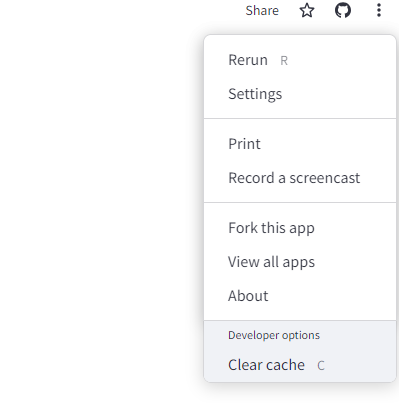 Share
Rerun R
Settings
Print
Record a screencast
Fork this app
View all apps
About
Developer options
Clear cache C